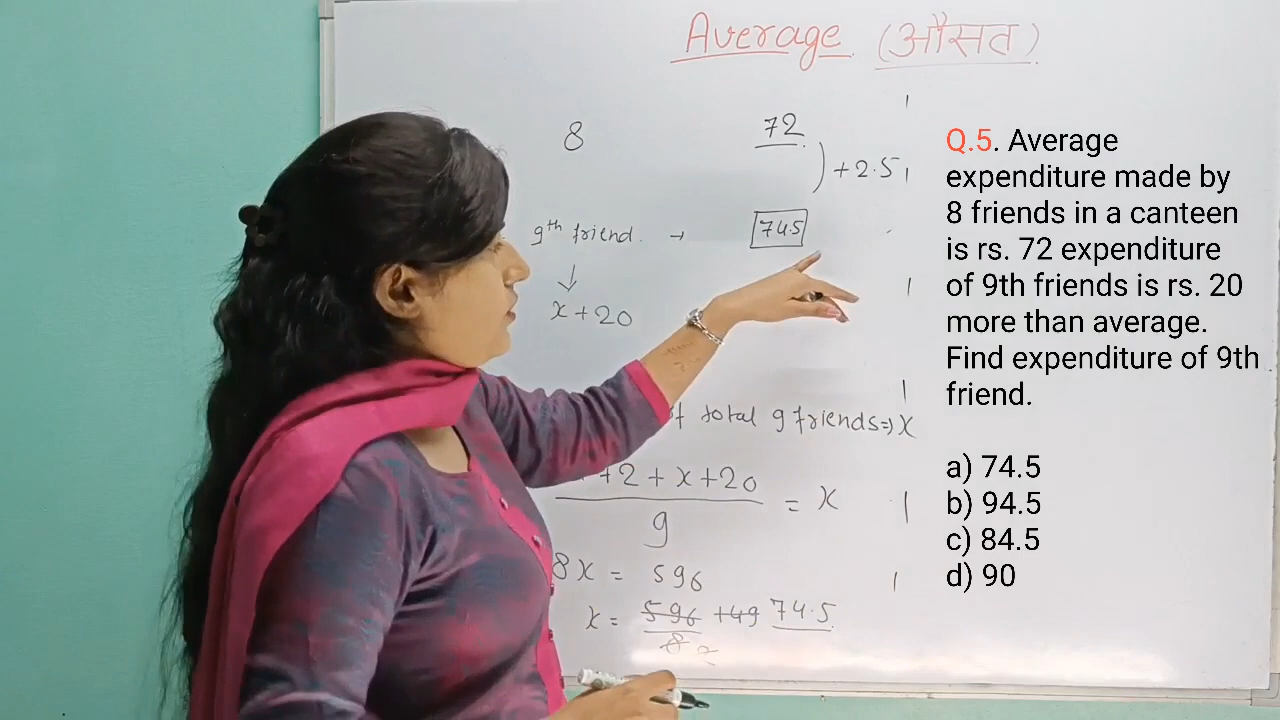 Average (औसत)
8 72
+2.5
9th friend. → 74.5
x+20
total 9 friends=> x
+2 + x+20
9
= x
8x = 596
x = 596 +49 74.5
8 2
Q.5. Average
expenditure made by
8 friends in a canteen
is rs. 72 expenditure
of 9th friends is rs. 20
more than average.
Find expenditure of 9th
friend.
a) 74.5
b) 94.5
c) 84.5
d) 90